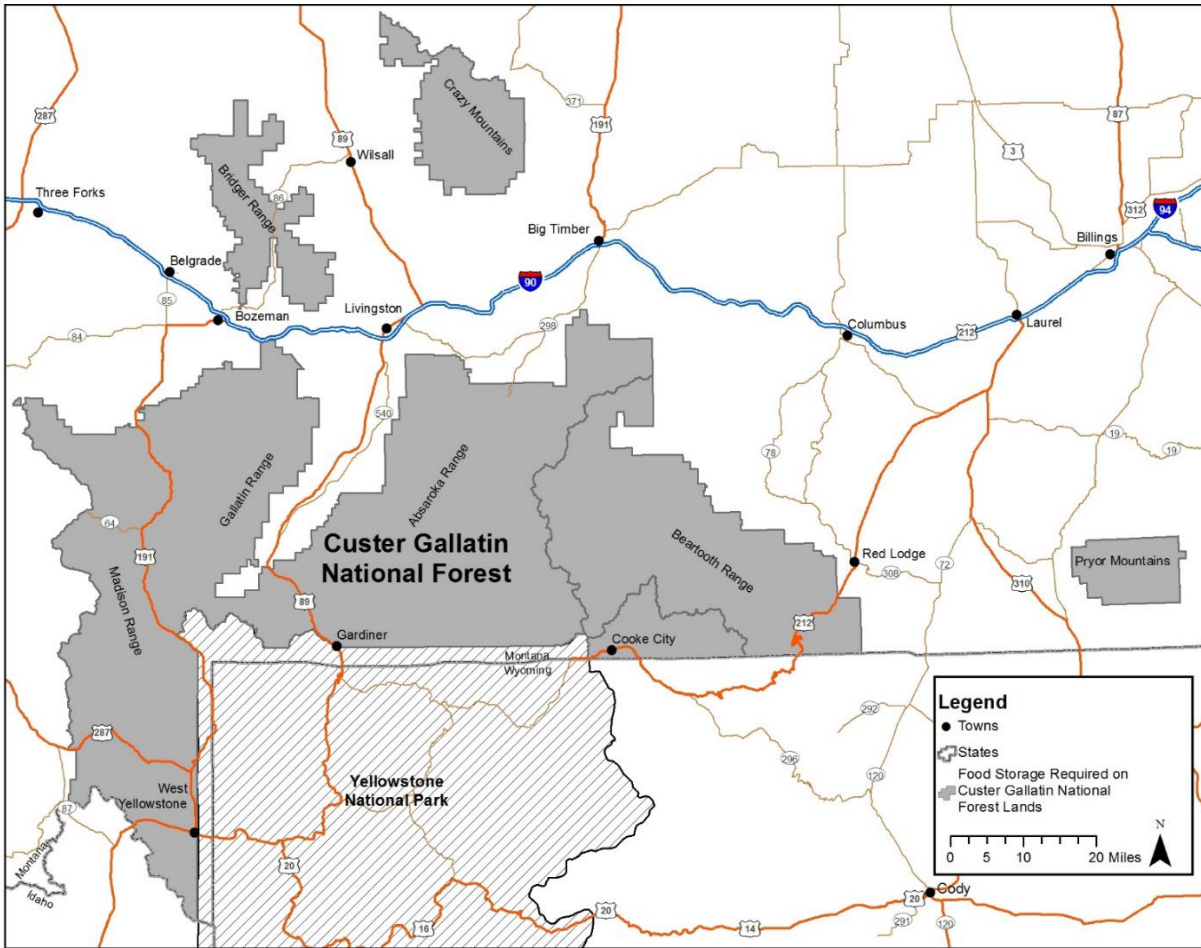 287
89
Wilsall
Crazy Mountains
371
191
87
3
Three Forks
Bridger Range
86
312
94
Big Timber
Billings
Belgrade
90
85
Bozeman
Livingston
298
Columbus
212
Laurel
84
540
19
19
78
Gallatin Range
Absaroka Range
Custer Gallatin
National Forest
64
191
Beartooth Range
Red Lodge
308
72
Pryor Mountains
Madison Range
89
310
212
Gardiner
Cooke City
Montana
Wyoming
287
292
296
120
West
Yellowstone
Yellowstone
National Park
87
Montana
Idaho
20
16
20
14
20
Cody
291
120
Legend
Towns
States
Food Storage Required on
Custer Gallatin National
Forest Lands
0 5 10 20 Miles
N